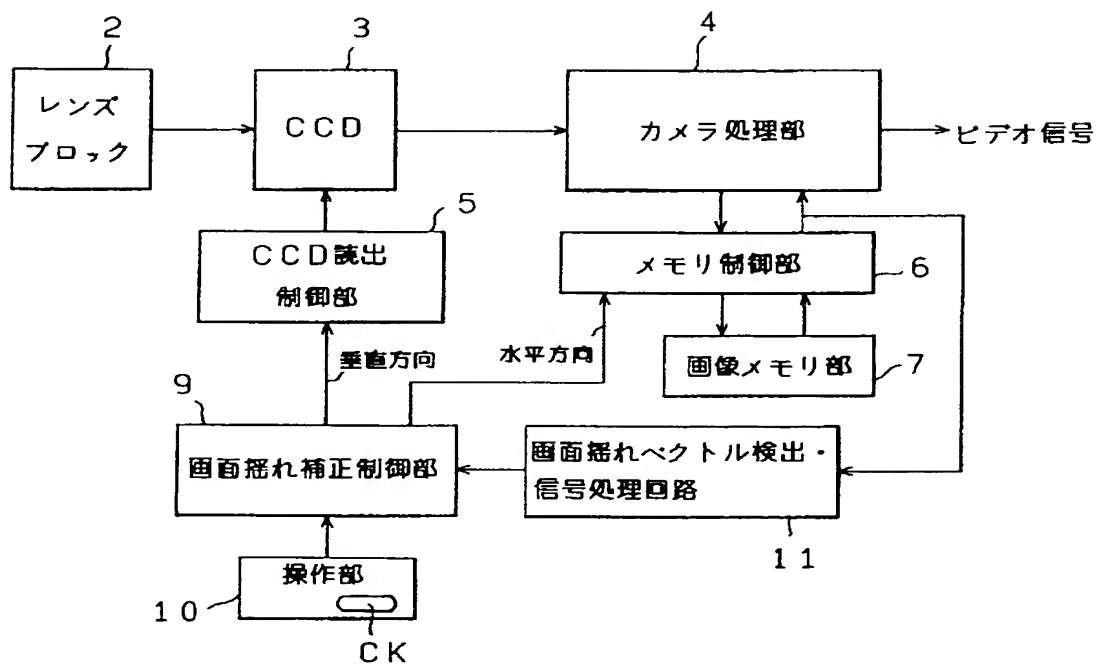 2
3
4
レンズ
ブロック
CCD
カメラ処理部
ビデオ信号
5
CCD読出
制御部
メモリ制御部
6
垂直方向
水平方向
画像メモリ部
7
9
画面揺れ補正制御部
画面揺れベクトル検出・
信号処理回路
11
操作部
10
CK